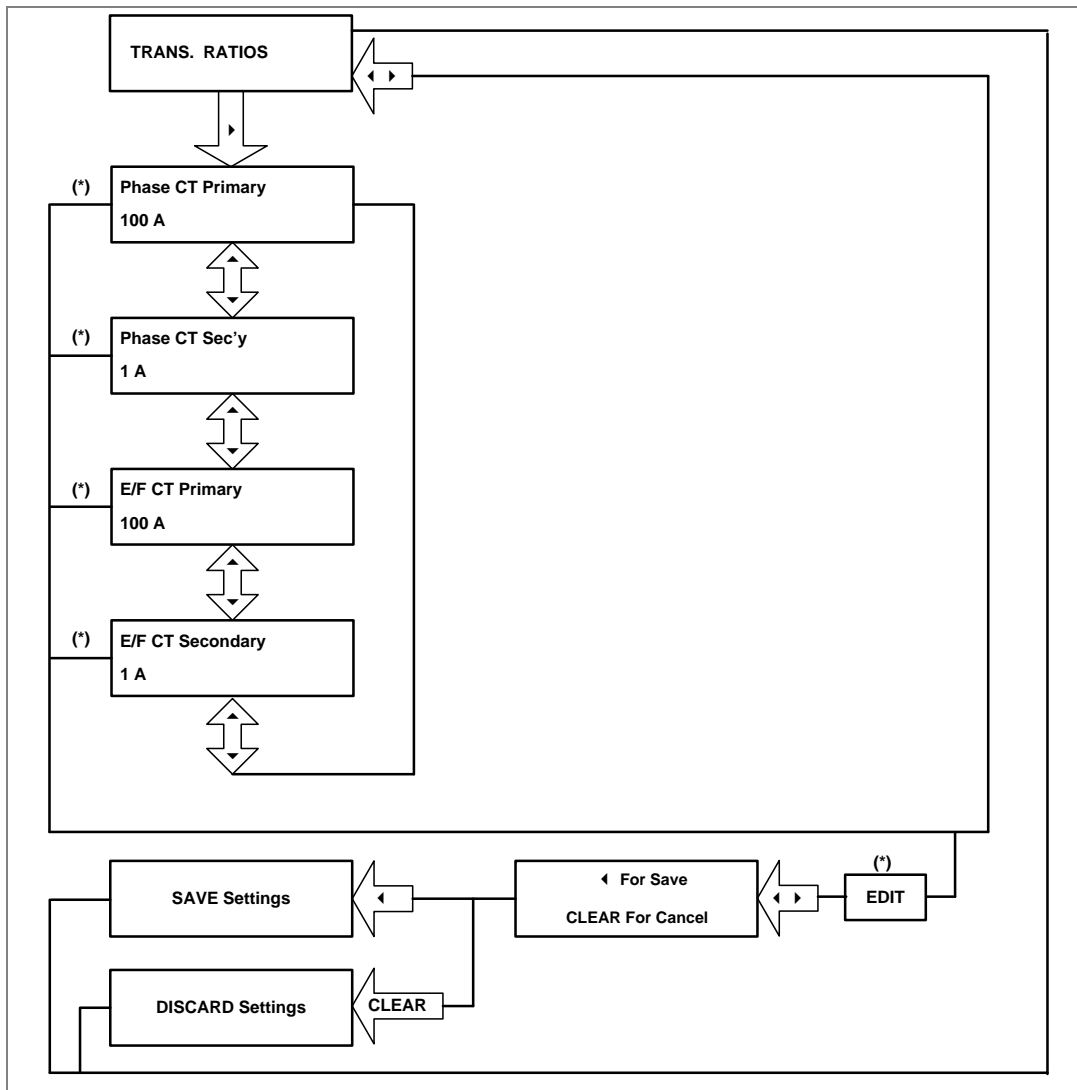 TRANS. RATIOS
(*)
Phase CT Primary
100 A
(*)
Phase CT Sec’y
1 A
(*)
E/F CT Primary
100 A
(*)
E/F CT Secondary
1 A
(*)
SAVE Settings
For Save
CLEAR For Cancel
EDIT
DISCARD Settings
CLEAR